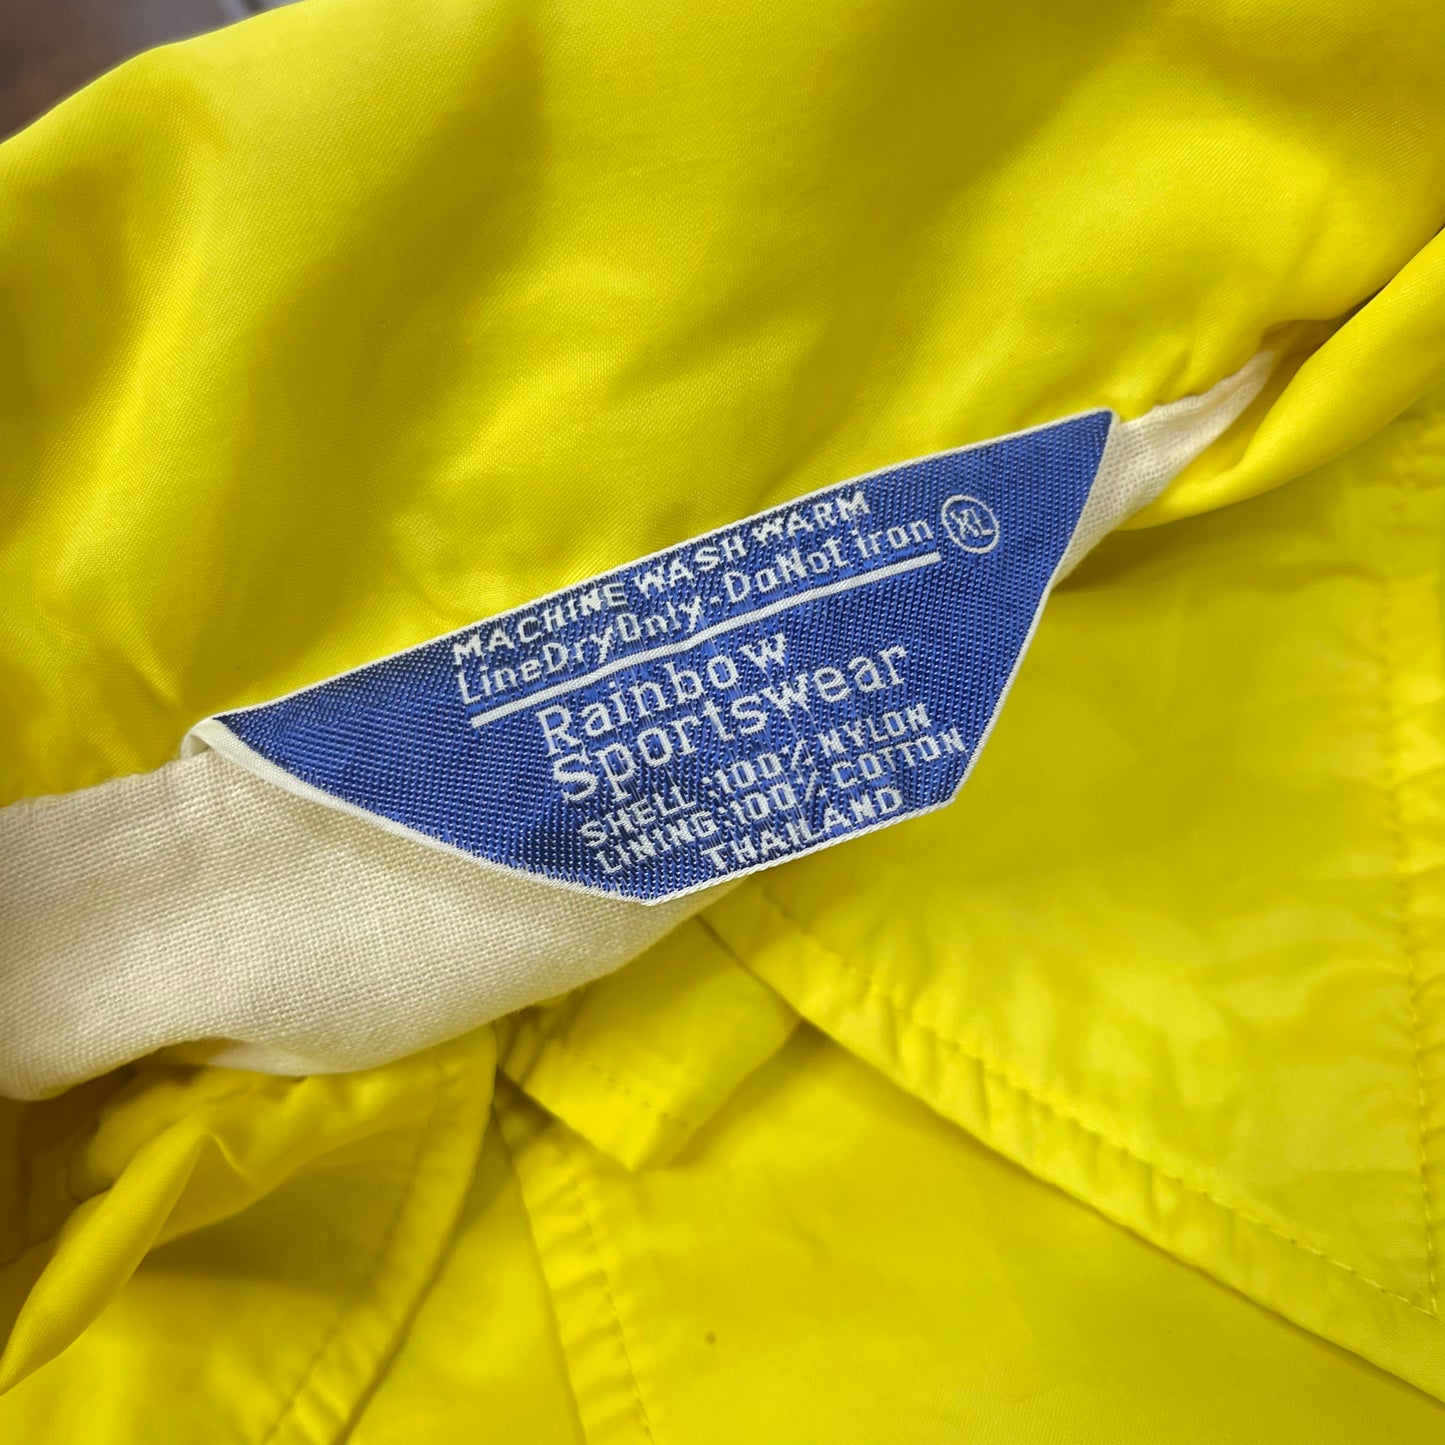 MACHINE WASH WARM
LineDryOnly-DoNot Iron XL
Rainbow
Sportswear
SHELL:100% NYLON
LINING:100% COTTON
THAILAND